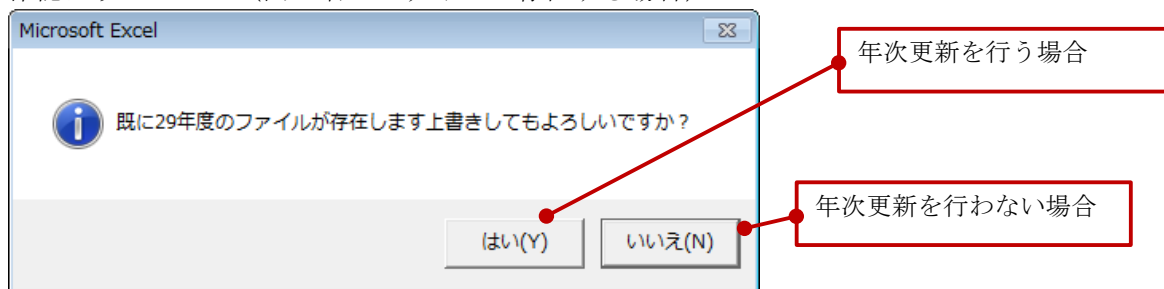 Microsoft Excel
年次更新を行う場合
既に29年度のファイルが存在します上書きしてもよろしいですか？
年次更新を行わない場合
はい(Y)
いいえ(N)